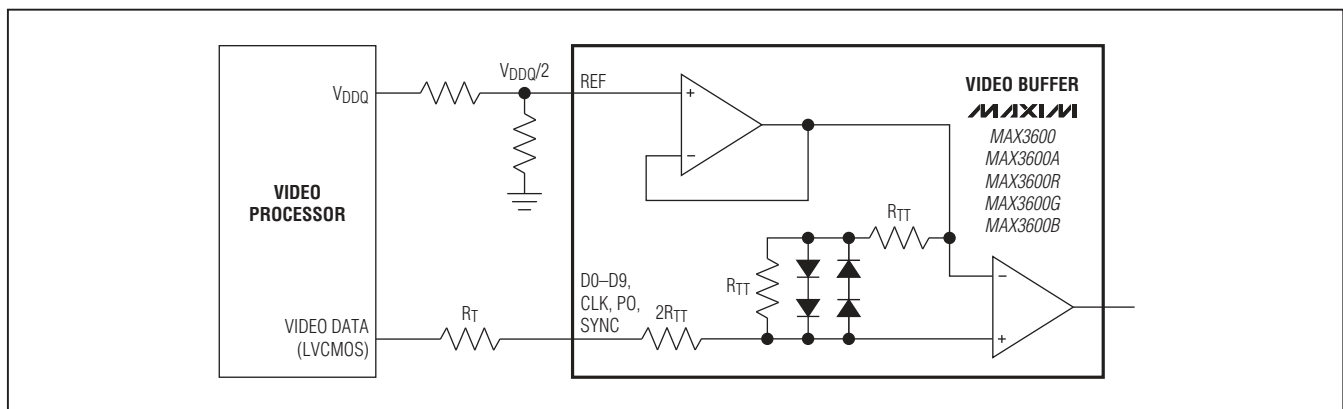 VIDEO
PROCESSOR
VDDQ
VIDEO DATA
(LVCMOS)
VDDQ/2
RT
REF
D0–D9,
CLK, PO,
SYNC
2RTT
RTT
RTT
+
−
−
+
VIDEO BUFFER
MAXIM
MAX3600
MAX3600A
MAX3600R
MAX3600G
MAX3600B